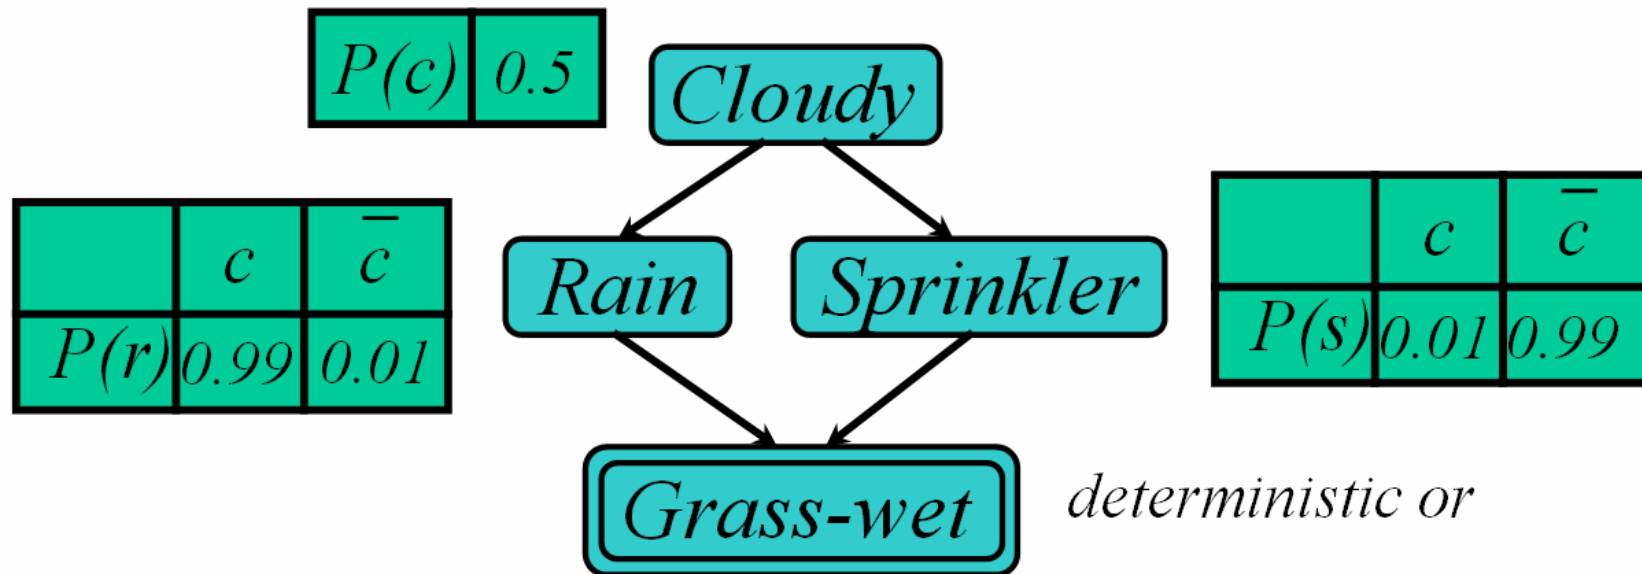 P(c) 0.5
Cloudy
c c̅
P(r) 0.99 0.01
Rain
Sprinkler
c c̅
P(s) 0.01 0.99
Grass-wet
deterministic or